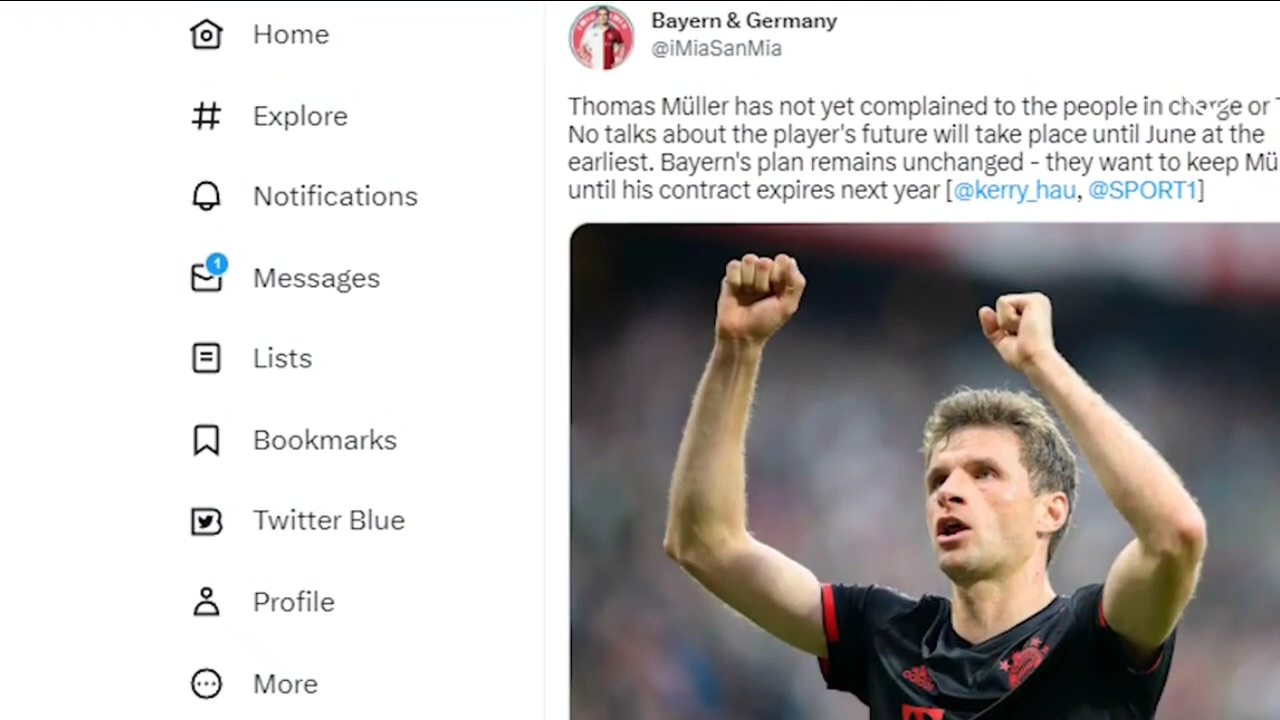 Home
Explore
Notifications
1
Messages
Lists
Bookmarks
Twitter Blue
Profile
More
Bayern & Germany
@iMiaSanMia
Thomas Müller has not yet complained to the people in charge or T
No talks about the player's future will take place until June at the
earliest. Bayern's plan remains unchanged - they want to keep Mü
until his contract expires next year [@kerry_hau, @SPORT1]
adidas